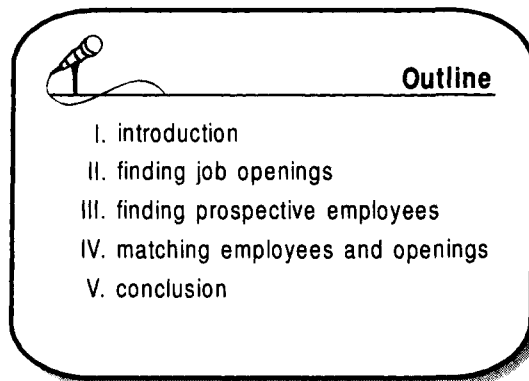 Outline
I. introduction
II. finding job openings
III. finding prospective employees
IV. matching employees and openings
V. conclusion